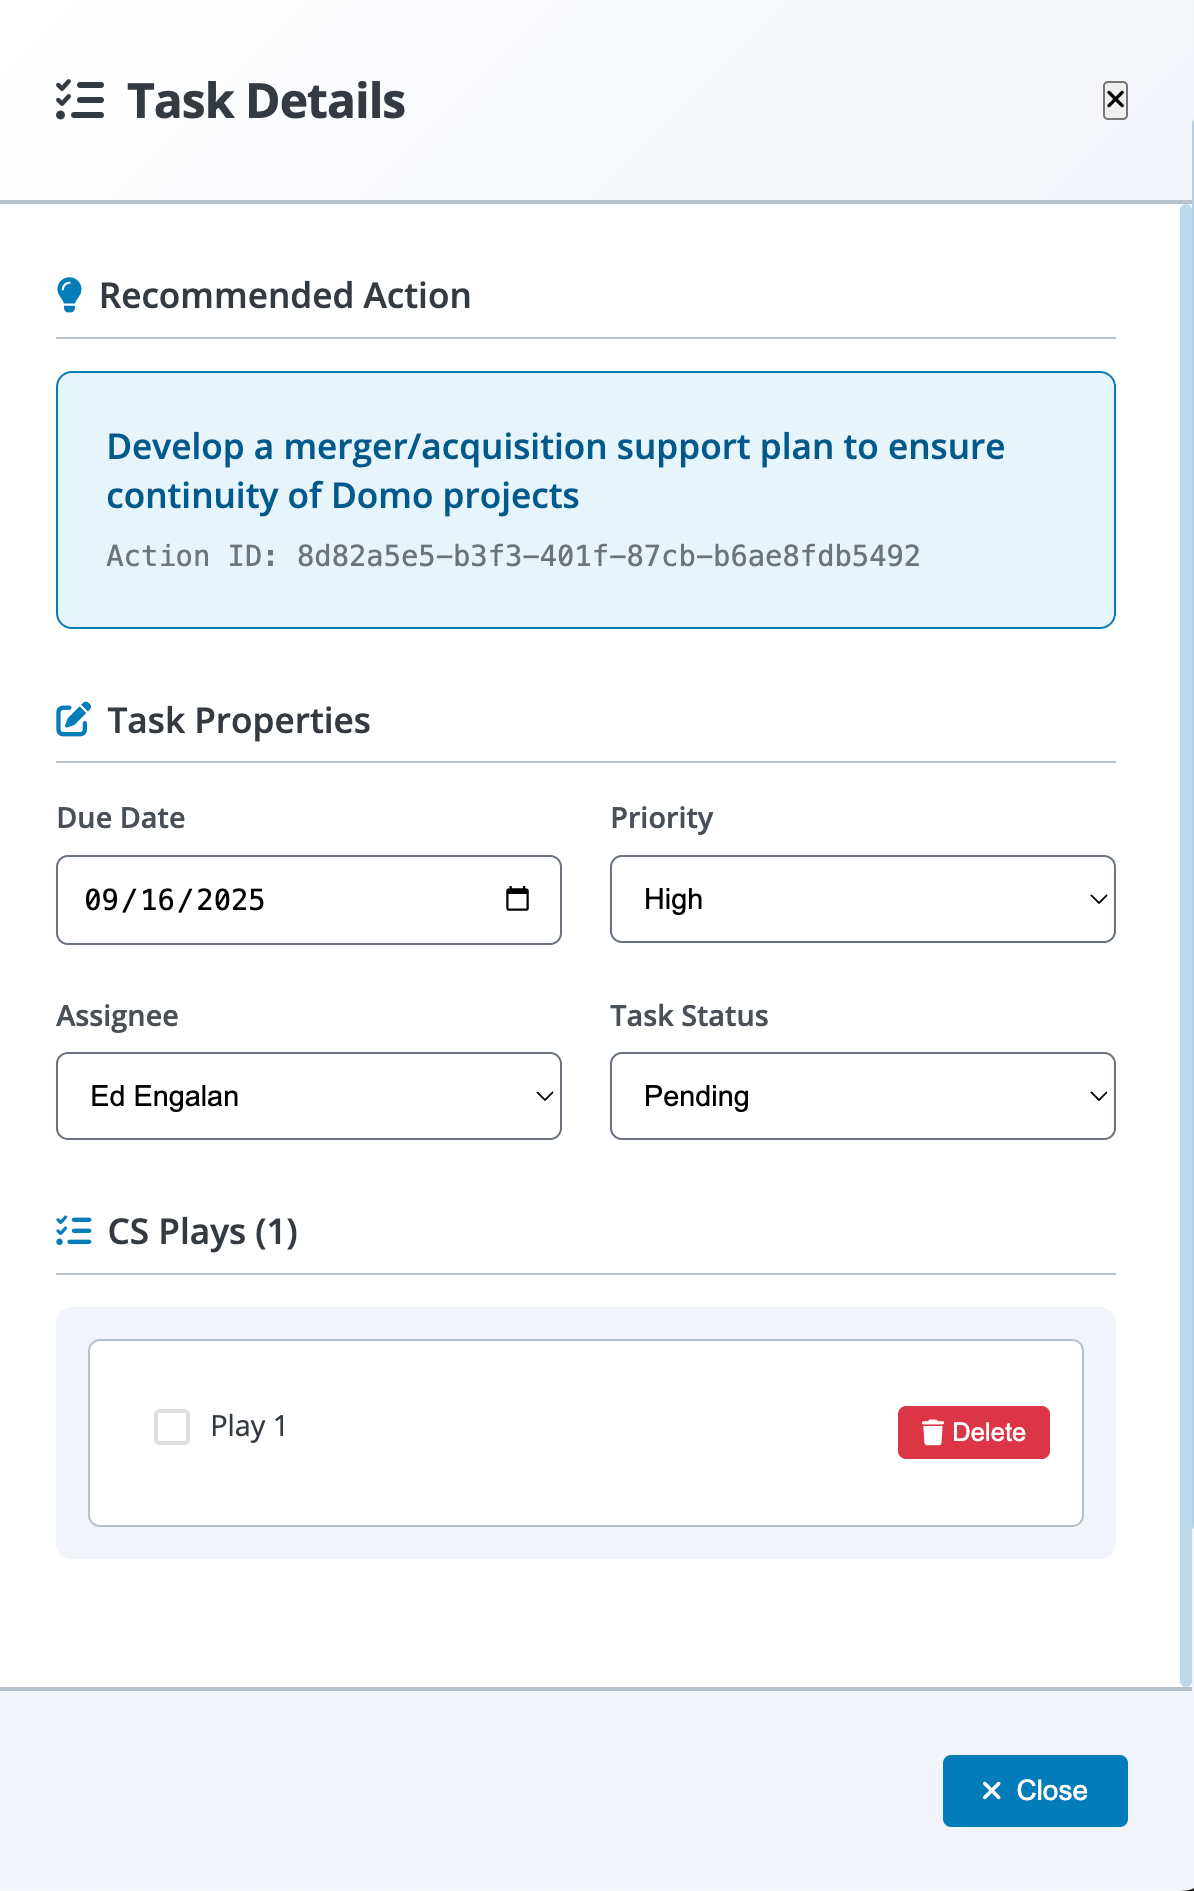 Task Details
Recommended Action
Develop a merger/acquisition support plan to ensure
continuity of Domo projects
Action ID: 8d82a5e5-b3f3-401f-87cb-b6ae8fdb5492
Task Properties
Due Date
Priority
09/16/2025
High
Assignee
Task Status
Ed Engalan
Pending
CS Plays (1)
Play 1
Delete
Close